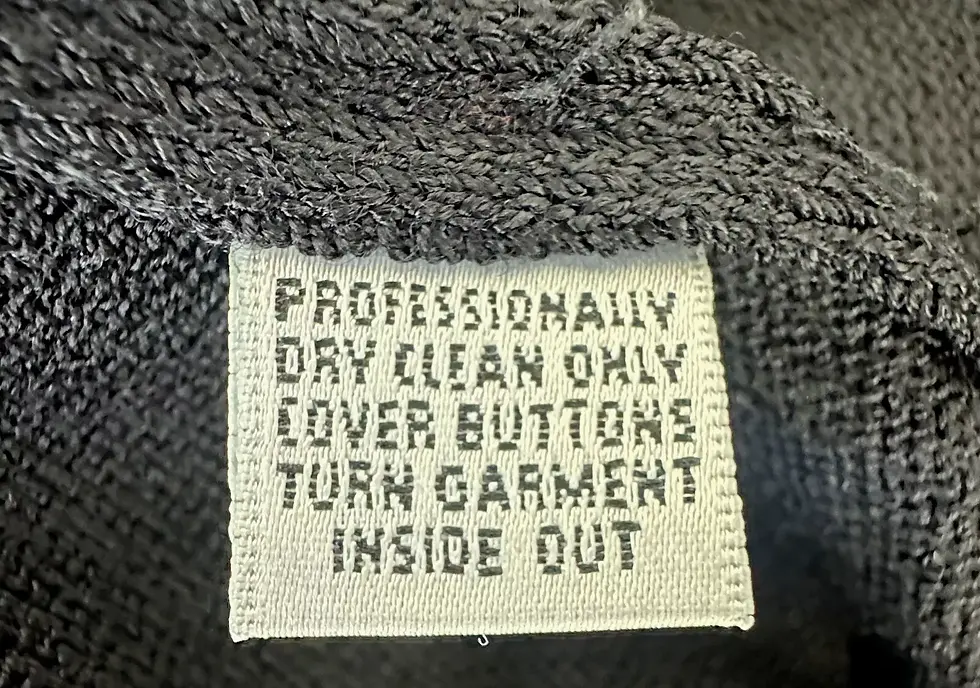 PROFESSIONALLY
DRY CLEAN ONLY
COVER BUTTONS
TURN GARMENT
INSIDE OUT